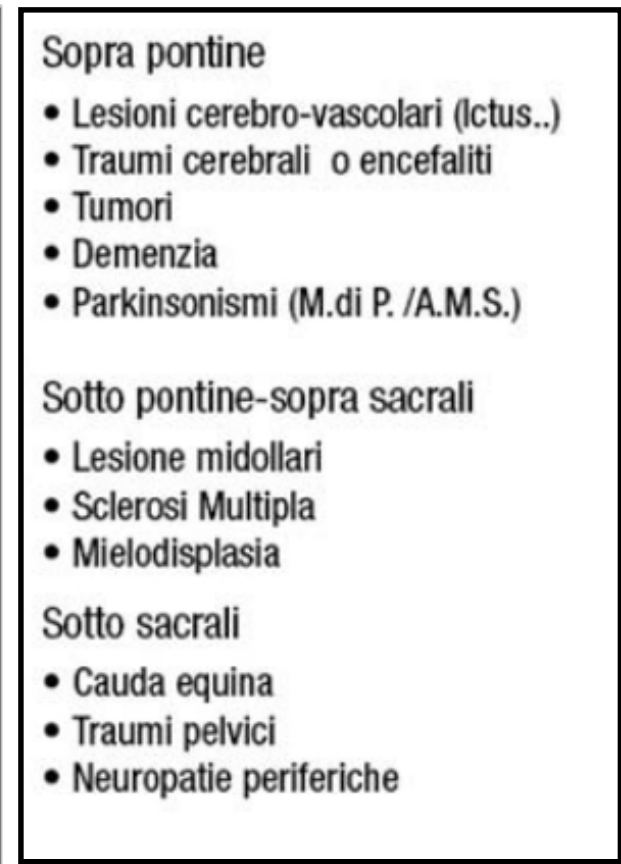 Sopra pontine
• Lesioni cerebro-vascolari (Ictus..)
• Traumi cerebrali o encefaliti
• Tumori
• Demenzia
• Parkinsonismi (M.di P. /A.M.S.)
Sotto pontine-sopra sacrali
• Lesione midollari
• Sclerosi Multipla
• Mielodisplasia
Sotto sacrali
• Cauda equina
• Traumi pelvici
• Neuropatie periferiche